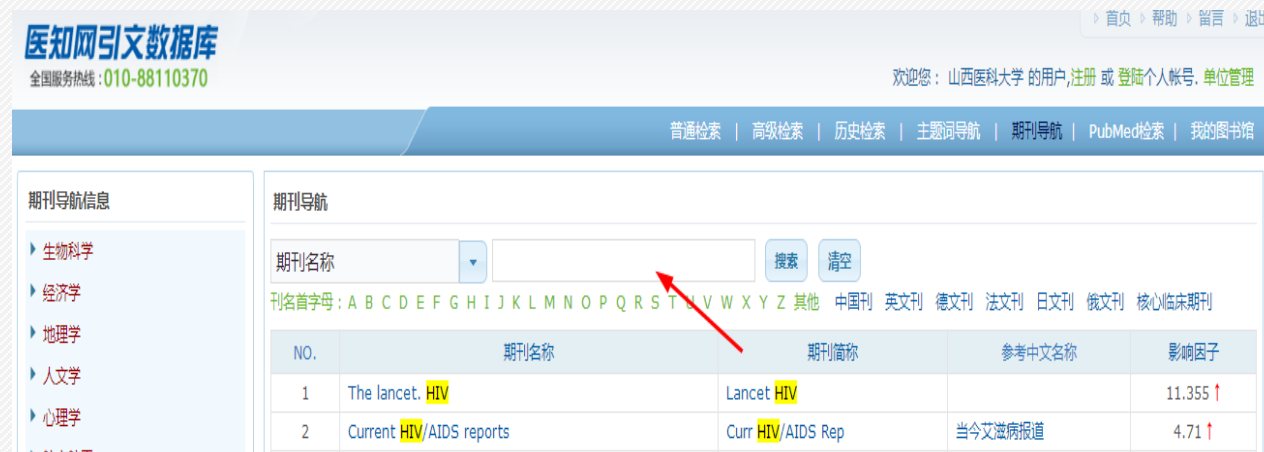 首页 帮助 留言 退出
医知网引文数据库
全国服务热线:010-88110370
欢迎您: 山西医科大学 的用户,注册 或 登陆个人帐号. 单位管理
普通检索 | 高级检索 | 历史检索 | 主题词导航 | 期刊导航 | PubMed检索 | 我的图书馆
期刊导航信息
生物科学
经济学
地理学
人文学
心理学
期刊导航
期刊名称 搜索 清空
刊名首字母: A B C D E F G H I J K L M N O P Q R S T U V W X Y Z 其他 中国刊 英文刊 德文刊 法文刊 日文刊 俄文刊 核心临床期刊
NO. 期刊名称 期刊简称 参考中文名称 影响因子
1 The lancet. HIV Lancet HIV 11.355↑
2 Current HIV/AIDS reports Curr HIV/AIDS Rep 当今艾滋病报道 4.71↑